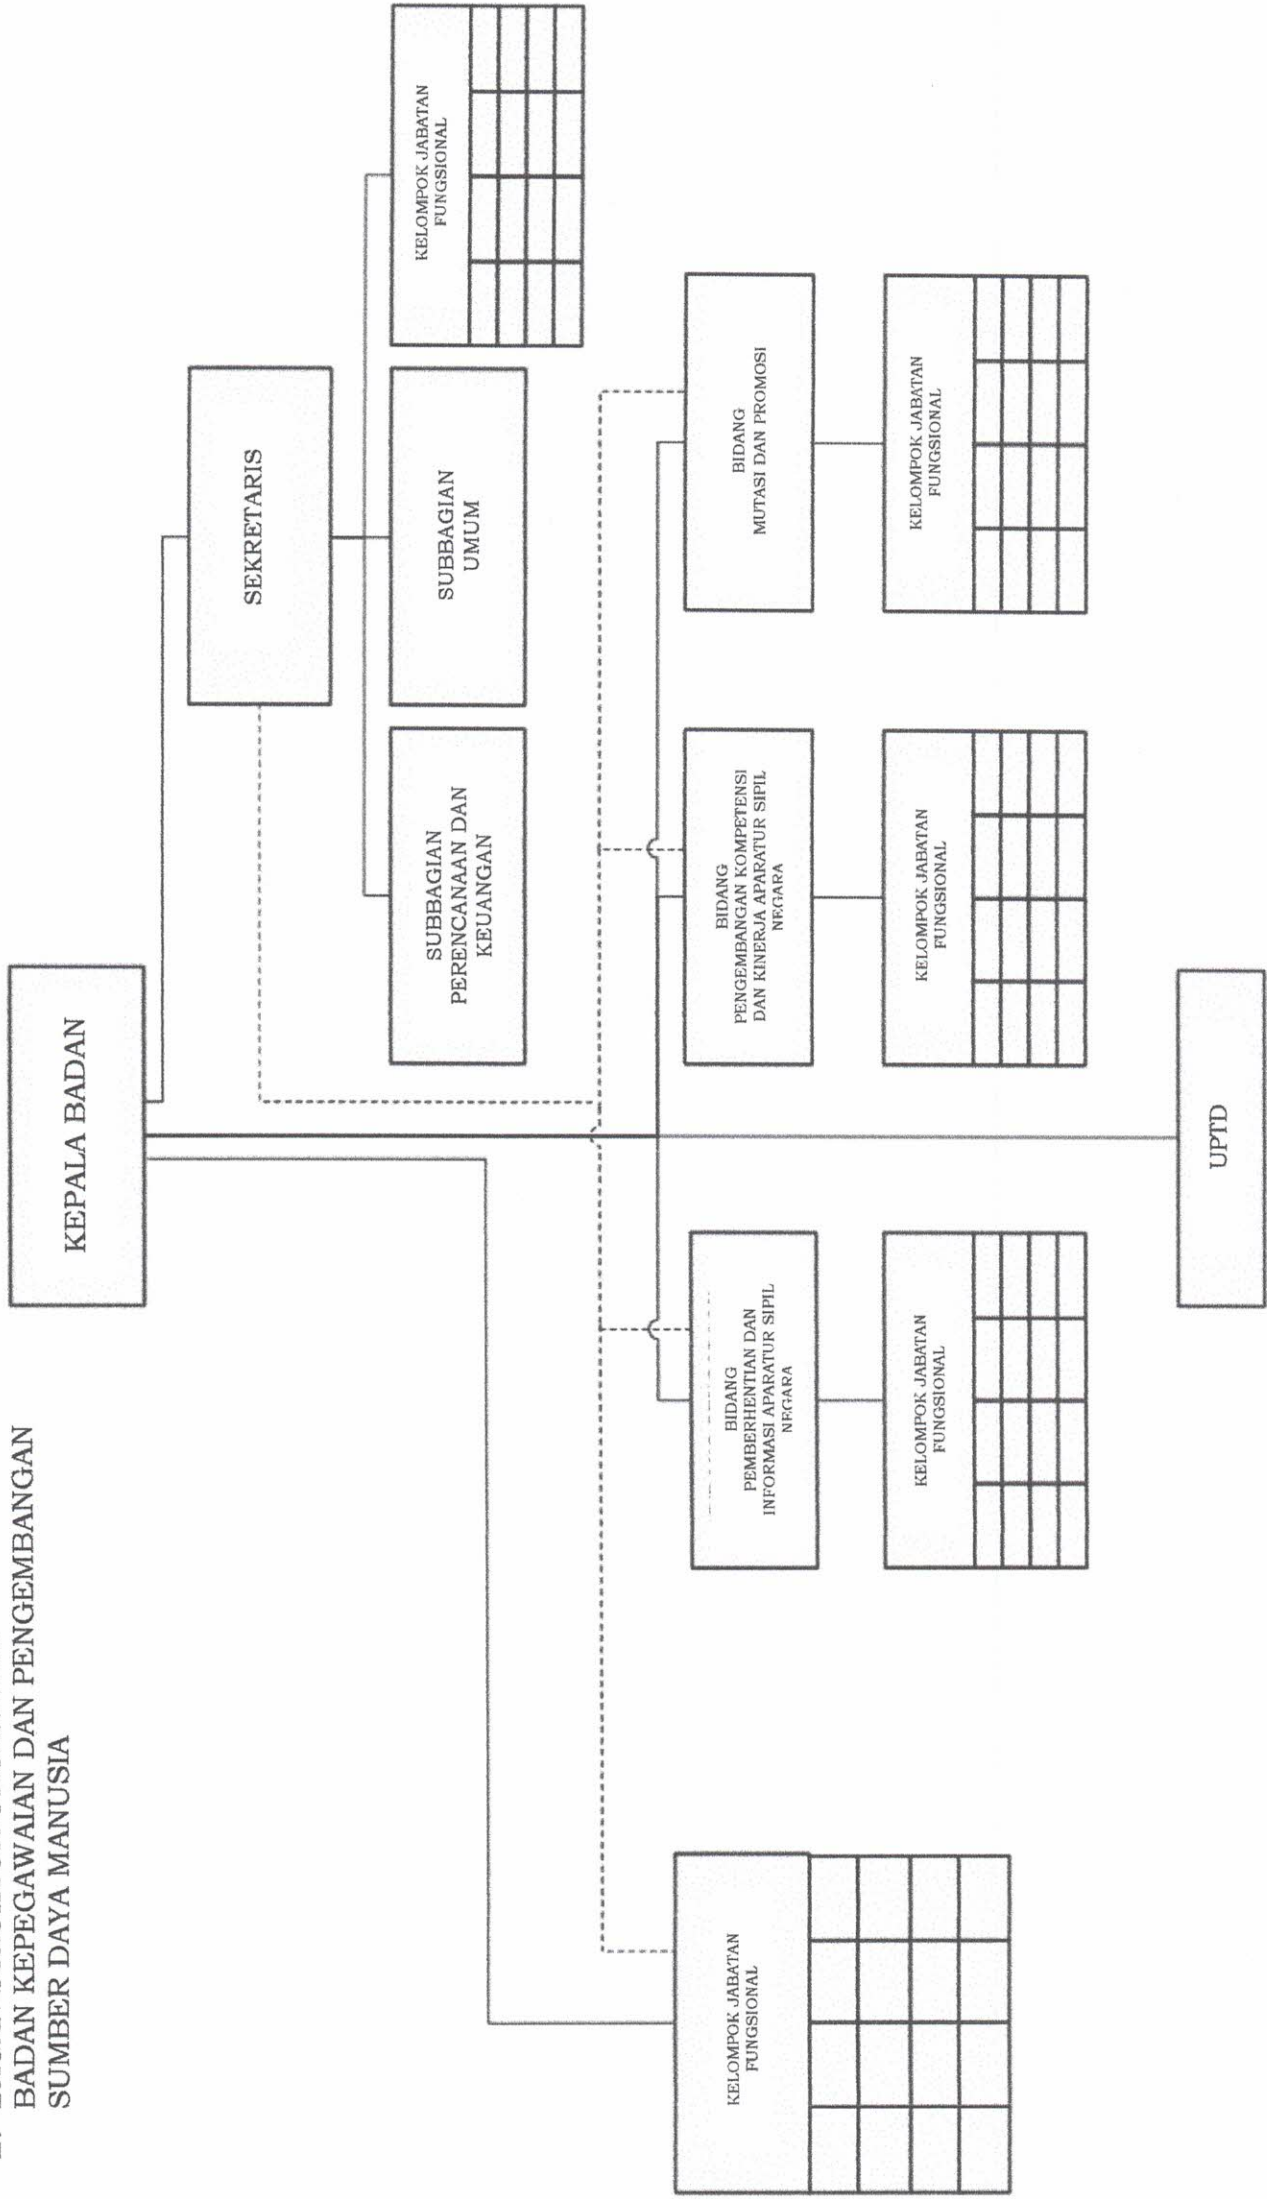 BADAN KEPEGAWAIAN DAN PENGEMBANGAN
SUMBER DAYA MANUSIA
KEPALA BADAN
SEKRETARIS
SUBBAGIAN
PERENCANAAN DAN
KEUANGAN
SUBBAGIAN
UMUM
KELOMPOK JABATAN
FUNGSIONAL
KELOMPOK JABATAN
FUNGSIONAL
BIDANG
PEMBERHENTIAN DAN
INFORMASI APARATUR SIPIL
NEGARA
BIDANG
PENGEMBANGAN KOMPETENSI
DAN KINERJA APARATUR SIPIL
NEGARA
BIDANG
MUTASI DAN PROMOSI
KELOMPOK JABATAN
FUNGSIONAL
KELOMPOK JABATAN
FUNGSIONAL
KELOMPOK JABATAN
FUNGSIONAL
UPTD